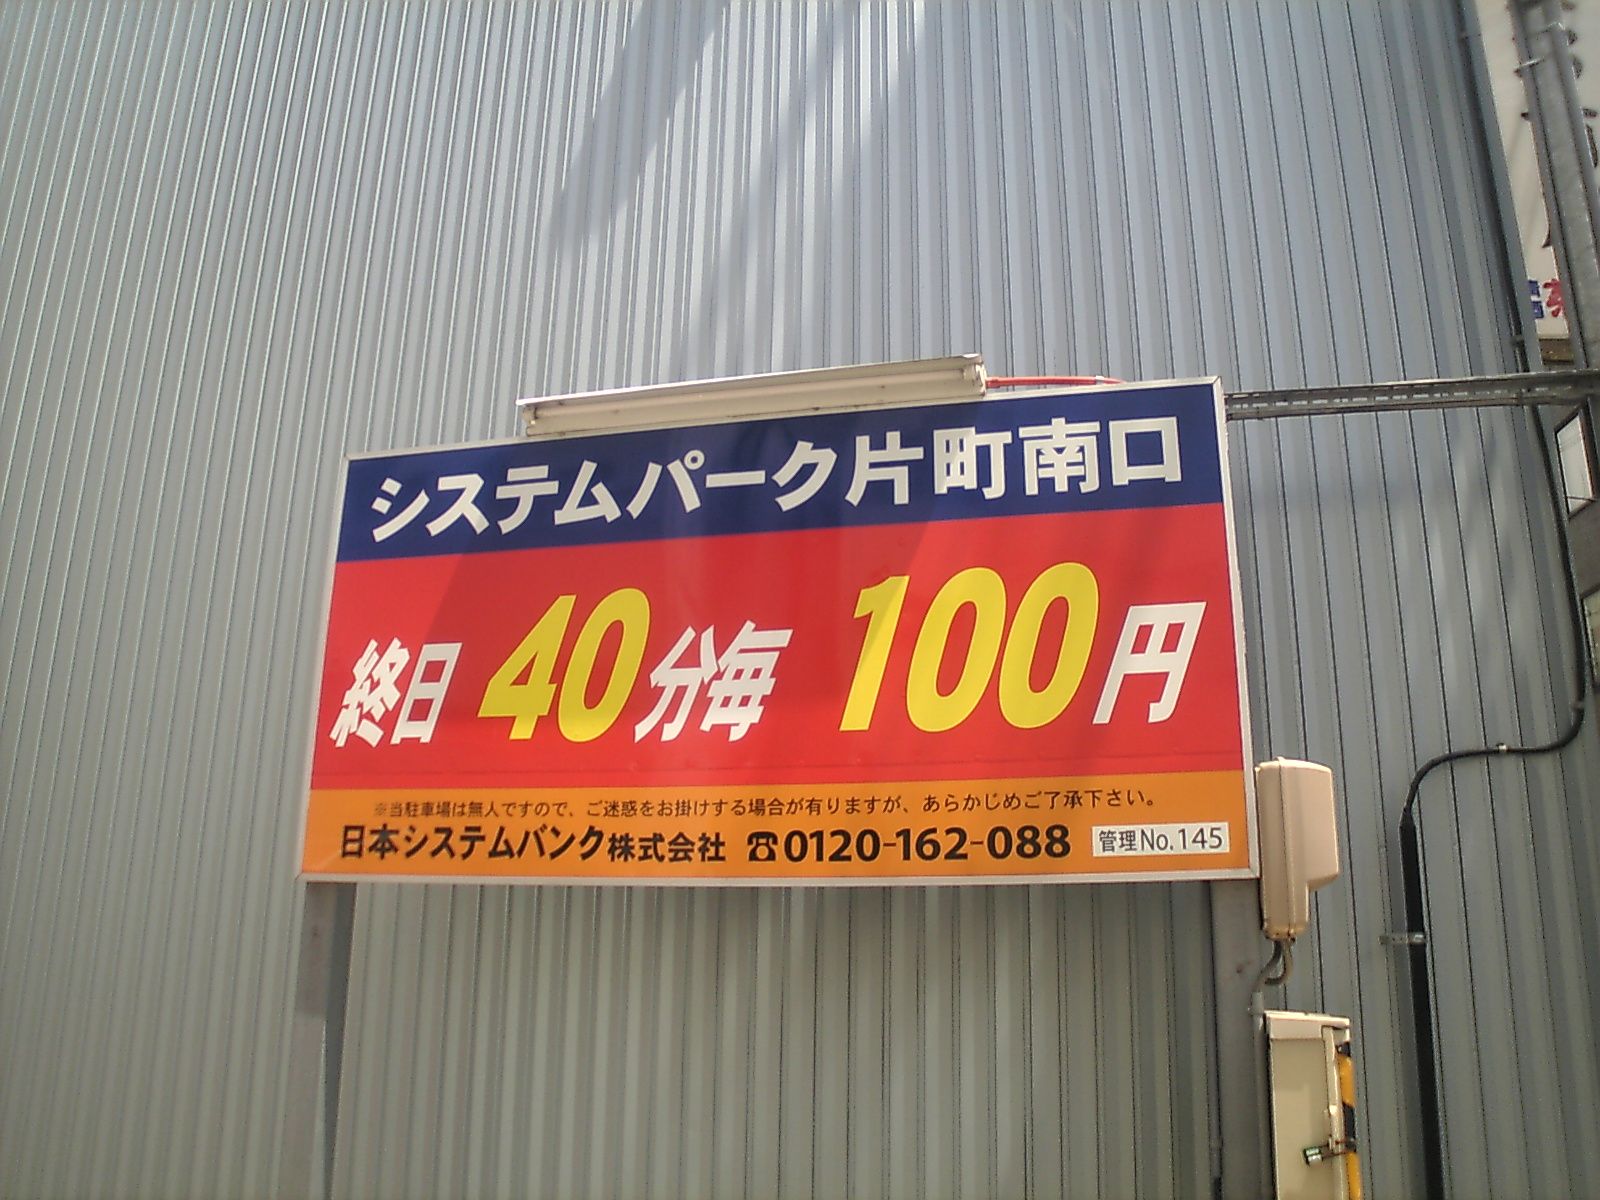 システムパーク片町南口
終日 40分毎 100円
※当駐車場は無人ですので、ご迷惑をお掛けする場合が有りますが、あらかじめご了承下さい。
日本システムバンク株式会社 ☎0120-162-088 管理No.145